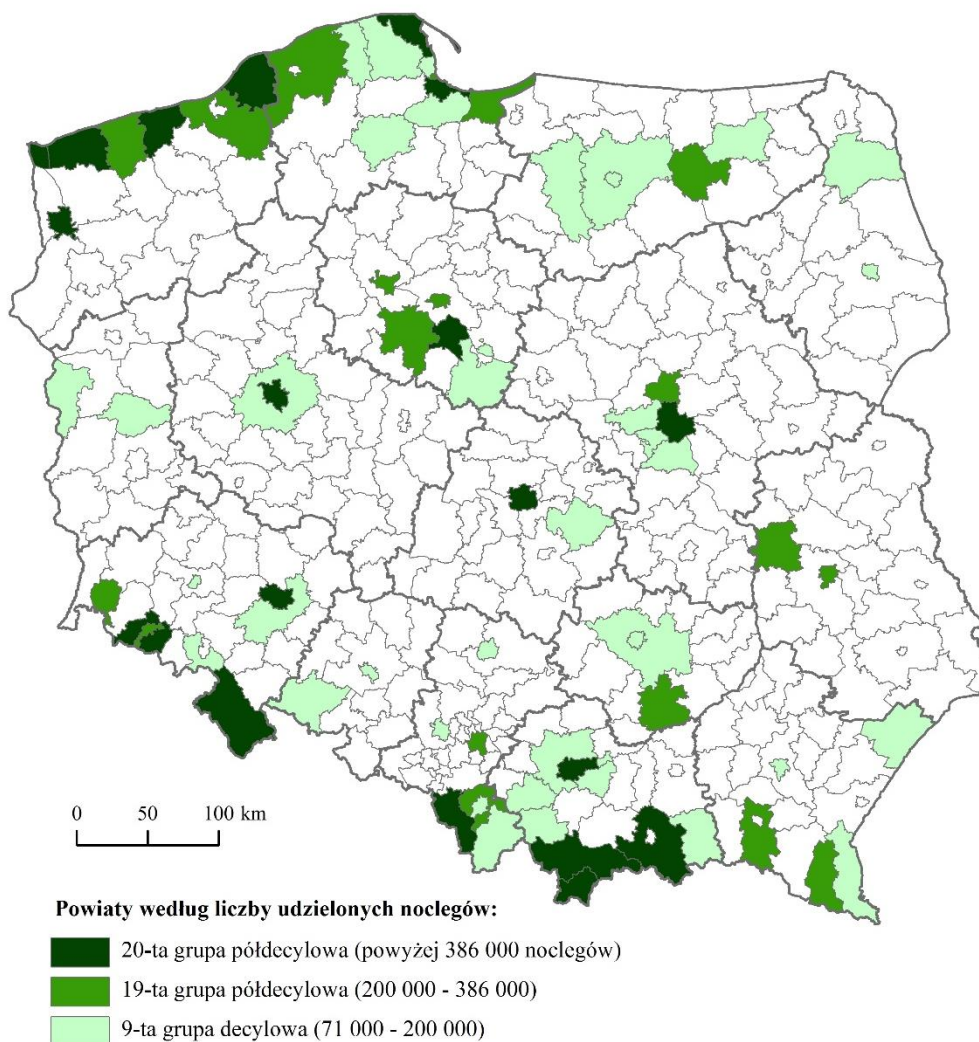 0 50 100 km
Powiaty według liczby udzielonych noclegów:
20-ta grupa półdecylowa (powyżej 386 000 noclegów)
19-ta grupa półdecylowa (200 000 - 386 000)
9-ta grupa decylowa (71 000 - 200 000)